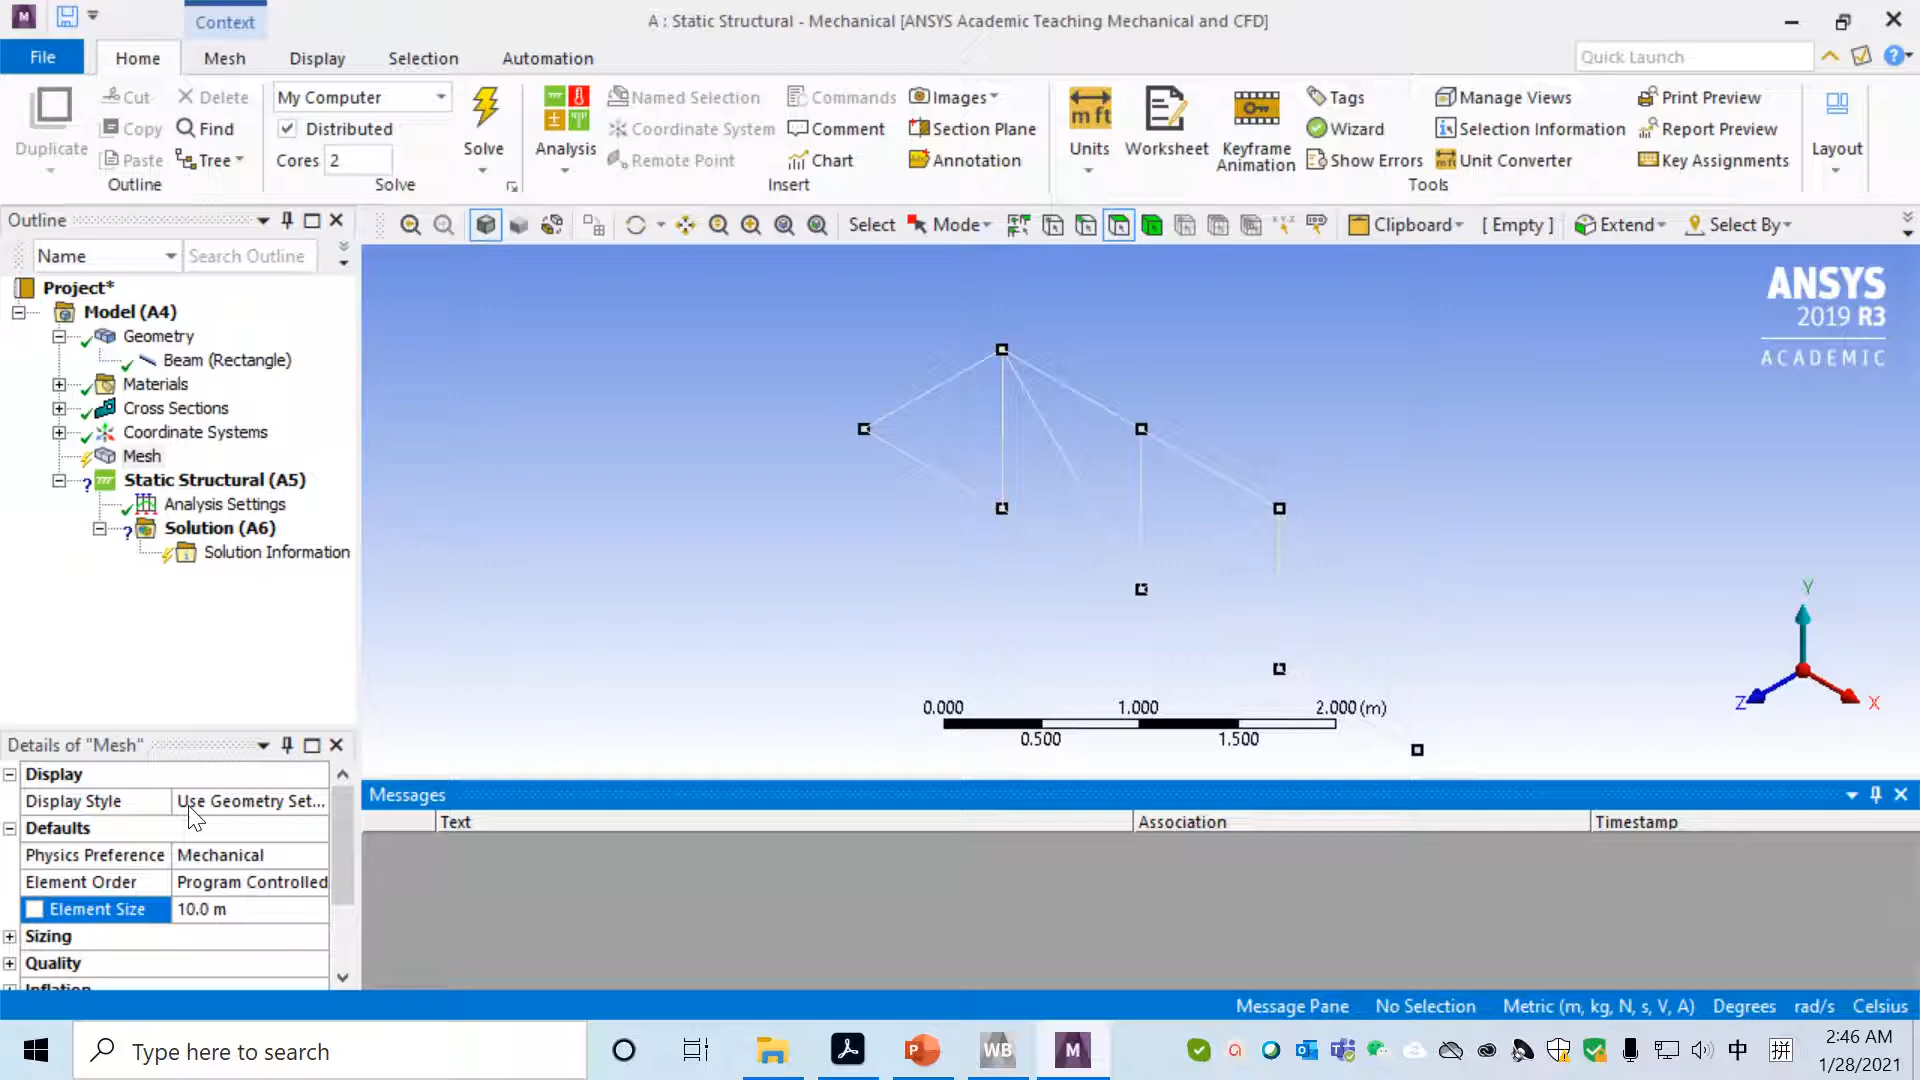 Context
A : Static Structural - Mechanical [ANSYS Academic Teaching Mechanical and CFD]
File
Home
Mesh
Display
Selection
Automation
Quick Launch
Duplicate
Cut
Copy
Paste
Delete
Find
Tree
Outline
My Computer
Distributed
Cores 2
Solve
Solve
Analysis
Named Selection
Coordinate System
Remote Point
Commands
Comment
Chart
Images
Section Plane
Annotation
Insert
Units
Worksheet
Keyframe
Animation
Tags
Wizard
Show Errors
Manage Views
Selection Information
Unit Converter
Print Preview
Report Preview
Key Assignments
Tools
Layout
Outline
Select
Mode
Clipboard
[ Empty ]
Extend
Select By
Name
Search Outline
Project*
Model (A4)
Geometry
Beam (Rectangle)
Materials
Cross Sections
Coordinate Systems
Mesh
Static Structural (A5)
Analysis Settings
Solution (A6)
Solution Information
ANSYS
2019 R3
ACADEMIC
Y
Z
X
0.000
1.000
2.000 (m)
0.500
1.500
Details of "Mesh"
Display
Display Style
Use Geometry Set...
Defaults
Physics Preference
Mechanical
Element Order
Program Controlled
Element Size
10.0 m
Sizing
Quality
Inflation
Messages
Text
Association
Timestamp
Message Pane
No Selection
Metric (m, kg, N, s, V, A)
Degrees
rad/s
Celsius
Type here to search
WB
M
中
拼
2:46 AM
1/28/2021